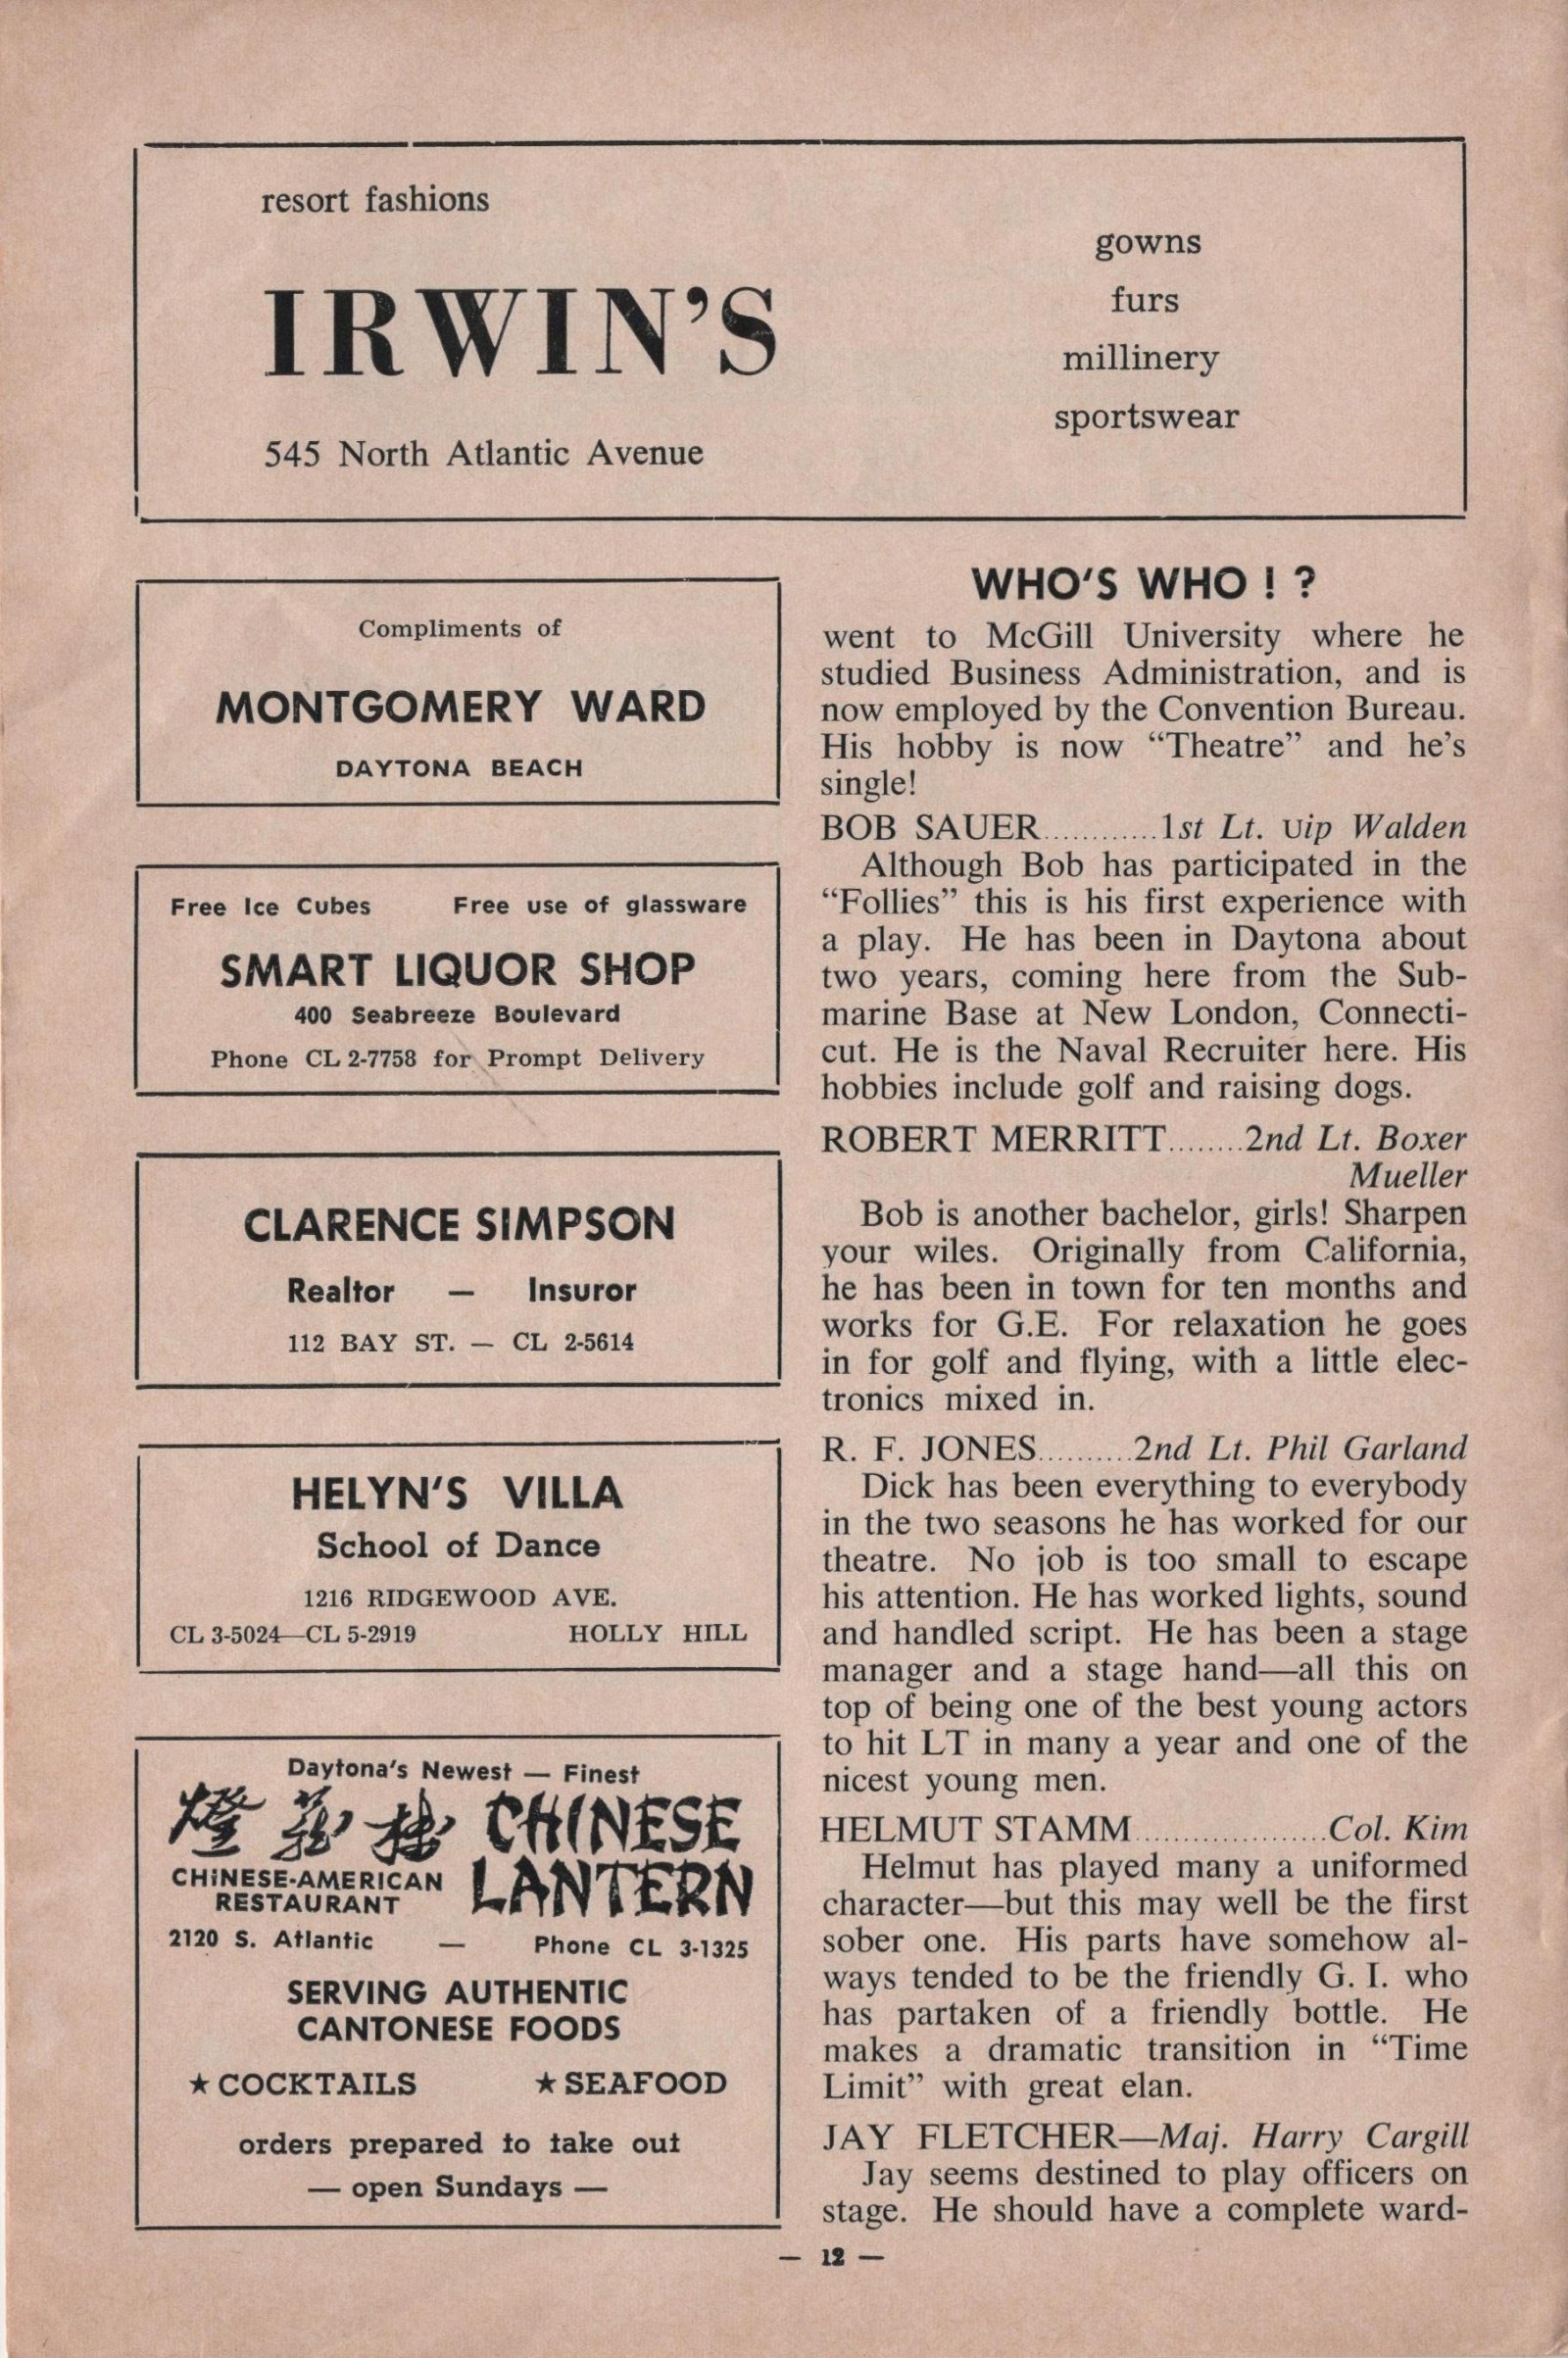 resort fashions
IRWIN'S
545 North Atlantic Avenue
gowns
furs
millinery
sportswear
Compliments of
MONTGOMERY WARD
DAYTONA BEACH
Free Ice Cubes Free use of glassware
SMART LIQUOR SHOP
400 Seabreeze Boulevard
Phone CL 2-7758 for Prompt Delivery
CLARENCE SIMPSON
Realtor — Insuror
112 BAY ST. — CL 2-5614
HELYN'S VILLA
School of Dance
1216 RIDGEWOOD AVE.
CL 3-5024—CL 5-2919 HOLLY HILL
Daytona's Newest — Finest
CHINESE
LANTERN
CHINESE-AMERICAN
RESTAURANT
2120 S. Atlantic — Phone CL 3-1325
SERVING AUTHENTIC
CANTONESE FOODS
★ COCKTAILS ★ SEAFOOD
orders prepared to take out
— open Sundays —
WHO'S WHO ! ?
went to McGill University where he
studied Business Administration, and is
now employed by the Convention Bureau.
His hobby is now “Theatre” and he's
single!
BOB SAUER............1st Lt. Vip Walden
Although Bob has participated in the
“Follies” this is his first experience with
a play. He has been in Daytona about
two years, coming here from the Sub-
marine Base at New London, Connecti-
cut. He is the Naval Recruiter here. His
hobbies include golf and raising dogs.
ROBERT MERRITT........2nd Lt. Boxer
Mueller
Bob is another bachelor, girls! Sharpen
your wiles. Originally from California,
he has been in town for ten months and
works for G.E. For relaxation he goes
in for golf and flying, with a little elec-
tronics mixed in.
R. F. JONES..........2nd Lt. Phil Garland
Dick has been everything to everybody
in the two seasons he has worked for our
theatre. No job is too small to escape
his attention. He has worked lights, sound
and handled script. He has been a stage
manager and a stage hand—all this on
top of being one of the best young actors
to hit LT in many a year and one of the
nicest young men.
HELMUT STAMM....................Col. Kim
Helmut has played many a uniformed
character—but this may well be the first
sober one. His parts have somehow al-
ways tended to be the friendly G. I. who
has partaken of a friendly bottle. He
makes a dramatic transition in “Time
Limit” with great elan.
JAY FLETCHER—Maj. Harry Cargill
Jay seems destined to play officers on
stage. He should have a complete ward-
— 12 —